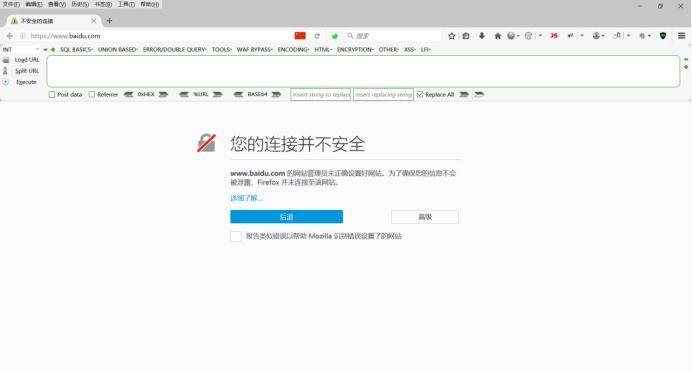 文件(F) 编辑(E) 查看(V) 历史(S) 书签(B) 工具(T) 帮助(H)
不安全的连接
https://www.baidu.com
搜索
INT SQL BASICS UNION BASED ERROR/DOUBLE QUERY TOOLS WAF BYPASS ENCODING HTML ENCRYPTION OTHER XSS LFI
Load URL
Split URL
Execute
Post data Referrer 0xHEX %URL BASE64 Insert string to replace Insert replacing string Replace All
您的连接并不安全
www.baidu.com 的网站管理员未正确设置好网站。为了确保您的信息不会
被泄露，Firefox 并未连接至该网站。
详细了解...
后退 高级
报告类似错误以帮助 Mozilla 识别错误设置了的网站